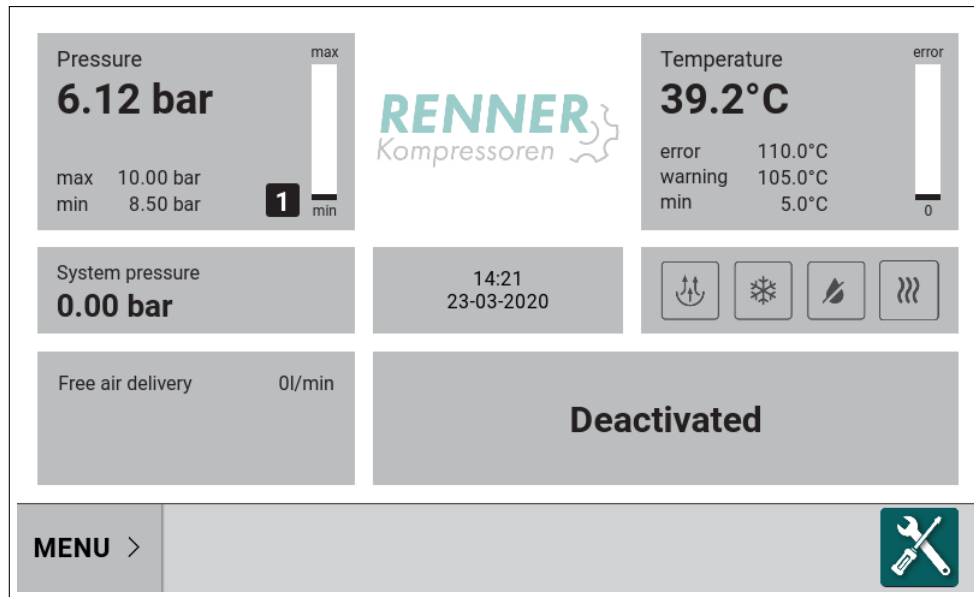 Pressure
6.12 bar
max 10.00 bar
min 8.50 bar
1
max
min
RENNER
Kompressoren
Temperature
39.2°C
error 110.0°C
warning 105.0°C
min 5.0°C
error
0
System pressure
0.00 bar
14:21
23-03-2020
Free air delivery 0l/min
Deactivated
MENU >